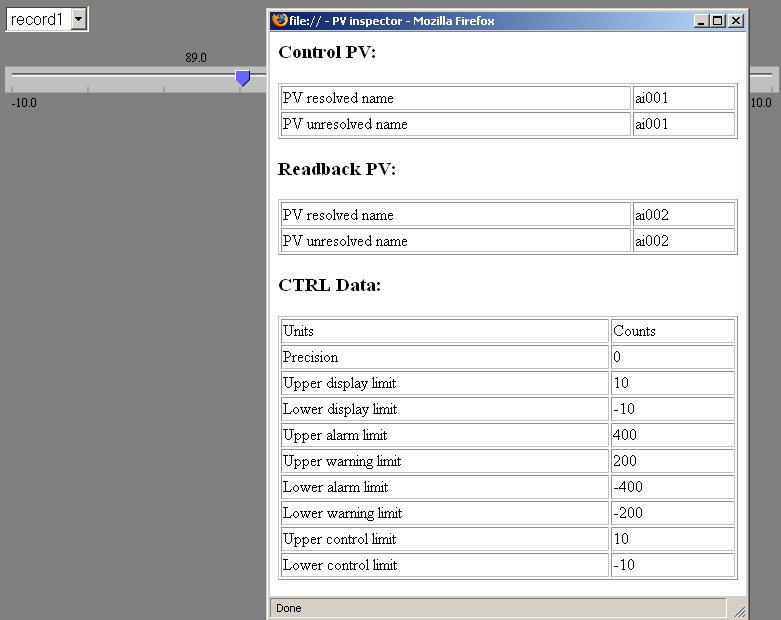 record1
89.0
-10.0
10.0
file:// - PV inspector - Mozilla Firefox
Control PV:
PV resolved name ai001
PV unresolved name ai001
Readback PV:
PV resolved name ai002
PV unresolved name ai002
CTRL Data:
Units Counts
Precision 0
Upper display limit 10
Lower display limit -10
Upper alarm limit 400
Upper warning limit 200
Lower alarm limit -400
Lower warning limit -200
Upper control limit 10
Lower control limit -10
Done